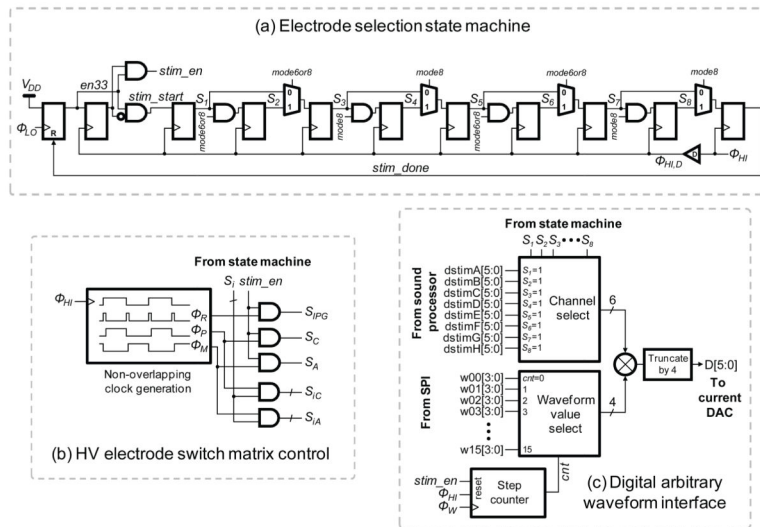 (a) Electrode selection state machine
V_DD
en33
stim_en
stim_start
Φ_LO
R
S_1
mode6or8
S_2
mode6or8
0
1
S_3
mode8
S_4
mode8
0
1
S_5
mode6or8
S_6
mode6or8
0
1
S_7
mode8
S_8
mode8
0
1
b
Φ_HI,D
Φ_HI
stim_done
From state machine
S_i stim_en
Φ_HI
Φ_R
Φ_P
Φ_M
Non-overlapping
clock generation
S_IPG
S_C
S_A
S_iC
S_iA
(b) HV electrode switch matrix control
From state machine
S_1 S_2 S_3 ••• S_8
From sound
processor
dstimA[5:0] S_1=1
dstimB[5:0] S_2=1
dstimC[5:0] S_3=1
dstimD[5:0] S_4=1
dstimE[5:0] S_5=1
dstimF[5:0] S_6=1
dstimG[5:0] S_7=1
dstimH[5:0] S_8=1
Channel
select
6
From SPI
w00[3:0] cnt=0
w01[3:0] 1
w02[3:0] 2
w03[3:0] 3
w15[3:0] 15
Waveform
value
select
4
Truncate
by 4
D[5:0]
To
current
DAC
cnt
stim_en
Φ_HI
Φ_W
reset
Step
counter
(c) Digital arbitrary
waveform interface